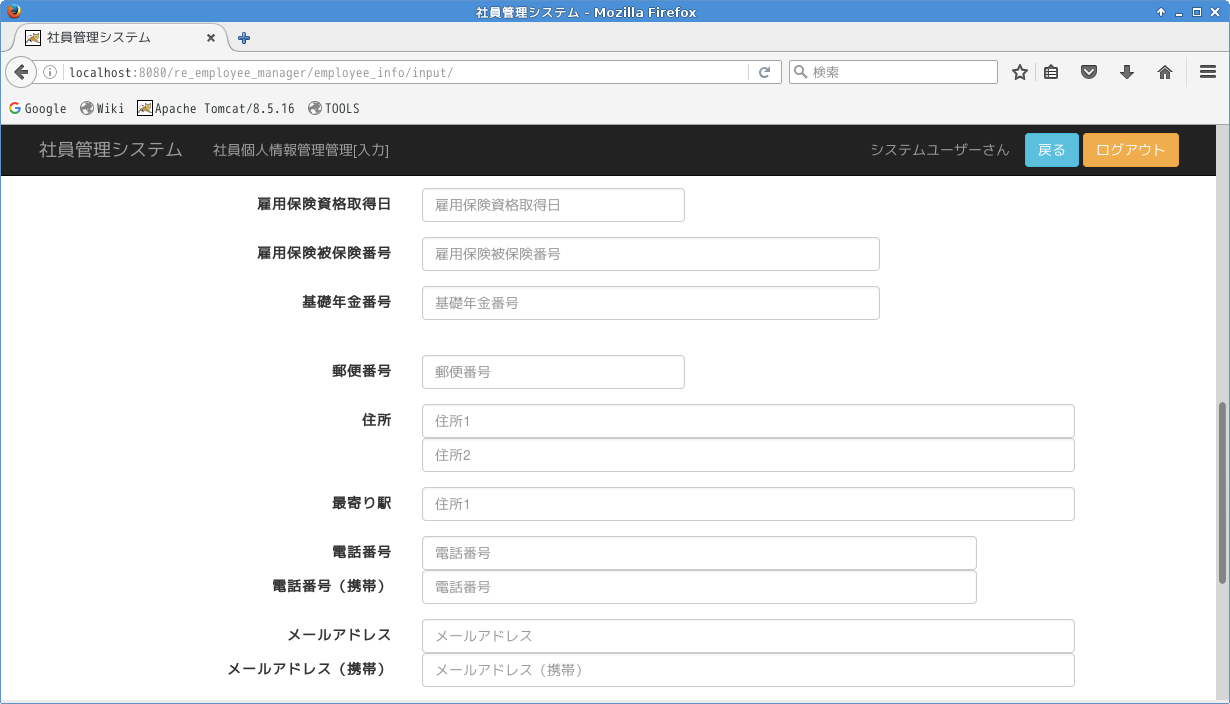 社員管理システム - Mozilla Firefox
社員管理システム
localhost:8080/re_employee_manager/employee_info/input/
検索
Google Wiki Apache Tomcat/8.5.16 TOOLS
社員管理システム 社員個人情報管理管理[入力] システムユーザーさん 戻る ログアウト
雇用保険資格取得日 雇用保険資格取得日
雇用保険被保険番号 雇用保険被保険番号
基礎年金番号 基礎年金番号
郵便番号 郵便番号
住所 住所1
住所2
最寄り駅 住所1
電話番号 電話番号
電話番号（携帯） 電話番号
メールアドレス メールアドレス
メールアドレス（携帯） メールアドレス（携帯）